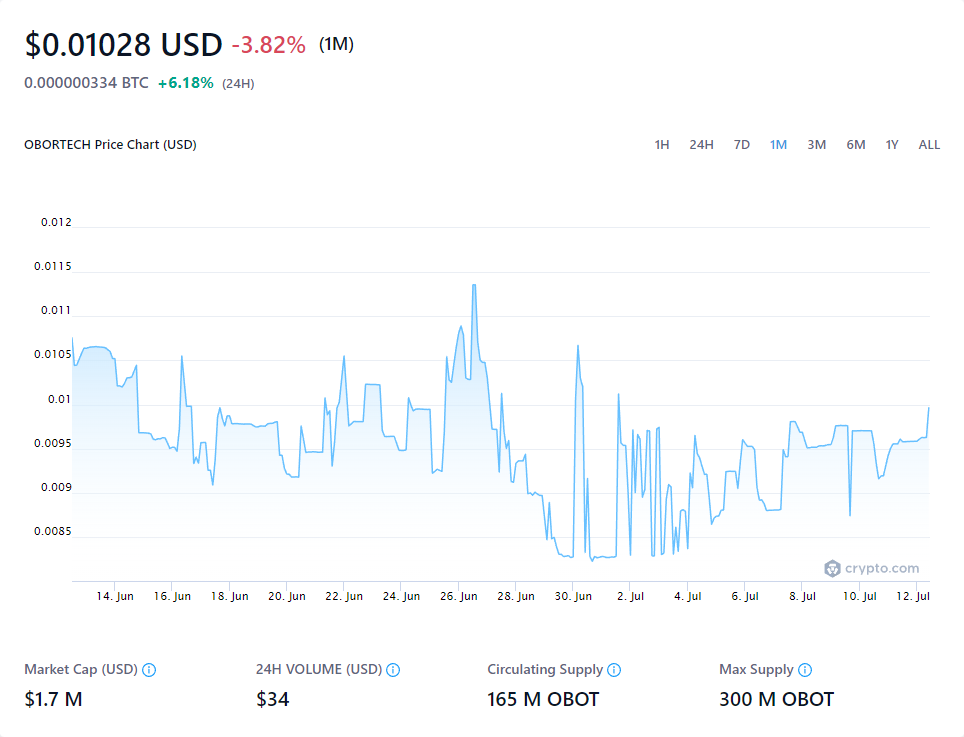 $0.01028 USD -3.82% (1M)
0.000000334 BTC +6.18% (24H)
OBORTECH Price Chart (USD) 1H 24H 7D 1M 3M 6M 1Y ALL
0.012
0.0115
0.011
0.0105
0.01
0.0095
0.009
0.0085
crypto.com
14. Jun 16. Jun 18. Jun 20. Jun 22. Jun 24. Jun 26. Jun 28. Jun 30. Jun 2. Jul 4. Jul 6. Jul 8. Jul 10. Jul 12. Jul
Market Cap (USD) 24H VOLUME (USD) Circulating Supply Max Supply
$1.7 M $34 165 M OBOT 300 M OBOT